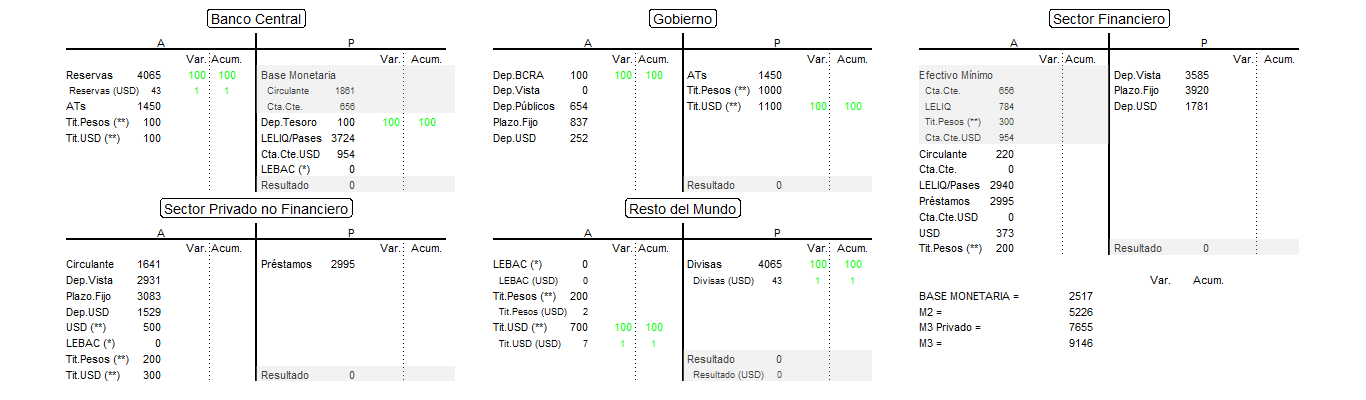 Banco Central
A P
Var. Acum. Var. Acum.
Reservas 4065 100 100 Base Monetaria
Reservas (USD) 43 1 1 Circulante 1861
ATs 1450 Cta.Cte. 656
Tit.Pesos (**) 100 Dep.Tesoro 100 100 100
Tit.USD (**) 100 LELIQ/Pases 3724
Cta.Cte.USD 954
LEBAC (*) 0
Resultado 0
Gobierno
A P
Var. Acum. Var. Acum.
Dep.BCRA 100 100 100 ATs 1450
Dep.Vista 0 Tit.Pesos (**) 1000
Dep.Públicos 654 Tit.USD (**) 1100 100 100
Plazo.Fijo 837
Dep.USD 252
Resultado 0
Sector Financiero
A P
Var. Acum. Var. Acum.
Efectivo Mínimo Dep.Vista 3585
Cta.Cte. 656 Plazo.Fijo 3920
LELIQ 784 Dep.USD 1781
Tit.Pesos (**) 300
Cta.Cte.USD 954
Circulante 220
Cta.Cte. 0
LELIQ/Pases 2940
Préstamos 2995
Cta.Cte.USD 0
USD 373
Tit.Pesos (**) 200 Resultado 0
Sector Privado no Financiero
A P
Var. Acum. Var. Acum.
Circulante 1641 Préstamos 2995
Dep.Vista 2931
Plazo.Fijo 3083
Dep.USD 1529
USD (**) 500
LEBAC (*) 0
Tit.Pesos (**) 200
Tit.USD (**) 300 Resultado 0
Resto del Mundo
A P
Var. Acum. Var. Acum.
LEBAC (*) 0 Divisas 4065 100 100
LEBAC (USD) 0 Divisas (USD) 43 1 1
Tit.Pesos (**) 200
Tit.Pesos (USD) 2
Tit.USD (**) 700 100 100
Tit.USD (USD) 7 1 1
Resultado 0
Resultado (USD) 0
Var. Acum.
BASE MONETARIA = 2517
M2 = 5226
M3 Privado = 7655
M3 = 9146